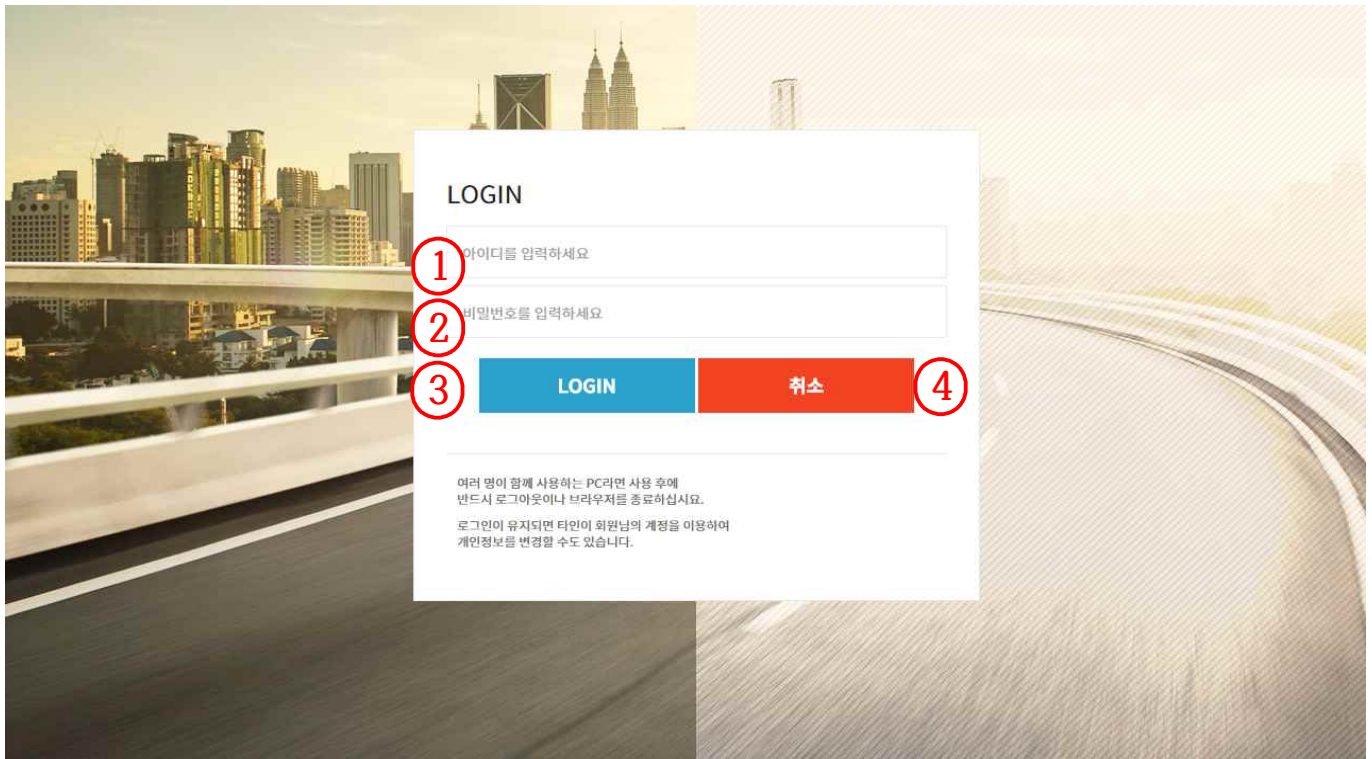 LOGIN
① 아이디를 입력하세요
② 비밀번호를 입력하세요
③ LOGIN 취소 ④
여러 명이 함께 사용하는 PC라면 사용 후에
반드시 로그아웃이나 브라우저를 종료하십시요.
로그인이 유지되면 타인이 회원님의 계정을 이용하여
개인정보를 변경할 수도 있습니다.